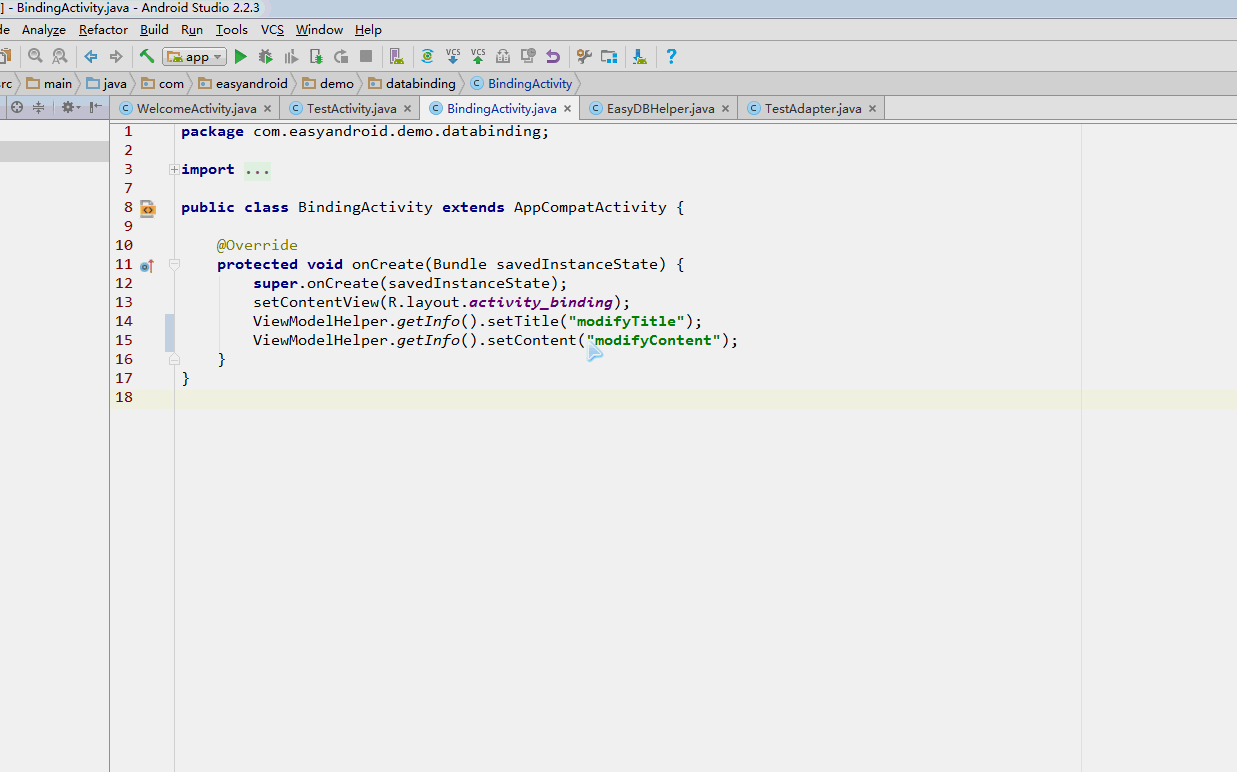 ] - BindingActivity.java - Android Studio 2.2.3
de Analyze Refactor Build Run Tools VCS Window Help
app VCS VCS ?
rc main java com easyandroid demo databinding C BindingActivity
C WelcomeActivity.java × C TestActivity.java × C BindingActivity.java × C EasyDBHelper.java × C TestAdapter.java ×
1 package com.easyandroid.demo.databinding;
2
3 import ...
7
8 public class BindingActivity extends AppCompatActivity {
9
10 @Override
11 protected void onCreate(Bundle savedInstanceState) {
12 super.onCreate(savedInstanceState);
13 setContentView(R.layout.activity_binding);
14 ViewModelHelper.getInfo().setTitle("modifyTitle");
15 ViewModelHelper.getInfo().setContent("modifyContent");
16 }
17 }
18